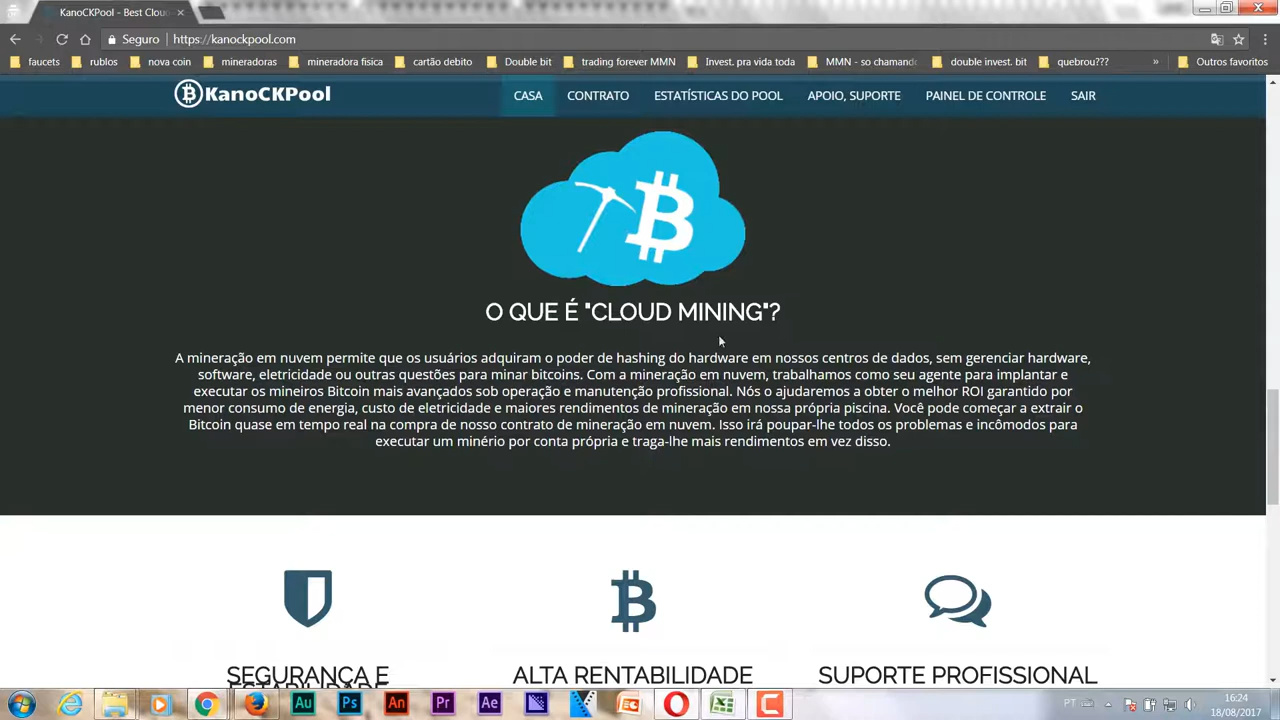 KanoCKPool - Best Clou
Seguro https://kanockpool.com
faucets rublos nova coin mineradoras mineradora fisica cartão debito Double bit trading forever MMN Invest. pra vida toda MMN - so chamand double invest. bit quebrou??? » Outros favoritos
KanoCKPool CASA CONTRATO ESTATÍSTICAS DO POOL APOIO, SUPORTE PAINEL DE CONTROLE SAIR
O QUE É "CLOUD MINING"?
A mineração em nuvem permite que os usuários adquiram o poder de hashing do hardware em nossos centros de dados, sem gerenciar hardware,
software, eletricidade ou outras questões para minar bitcoins. Com a mineração em nuvem, trabalhamos como seu agente para implantar e
executar os mineiros Bitcoin mais avançados sob operação e manutenção profissional. Nós o ajudaremos a obter o melhor ROI garantido por
menor consumo de energia, custo de eletricidade e maiores rendimentos de mineração em nossa própria piscina. Você pode começar a extrair o
Bitcoin quase em tempo real na compra de nosso contrato de mineração em nuvem. Isso irá poupar-lhe todos os problemas e incômodos para
executar um minério por conta própria e traga-lhe mais rendimentos em vez disso.
SEGURANÇA E ALTA RENTABILIDADE SUPORTE PROFISSIONAL
Au Ps An Pr Ae
PT 16:24
18/08/2017